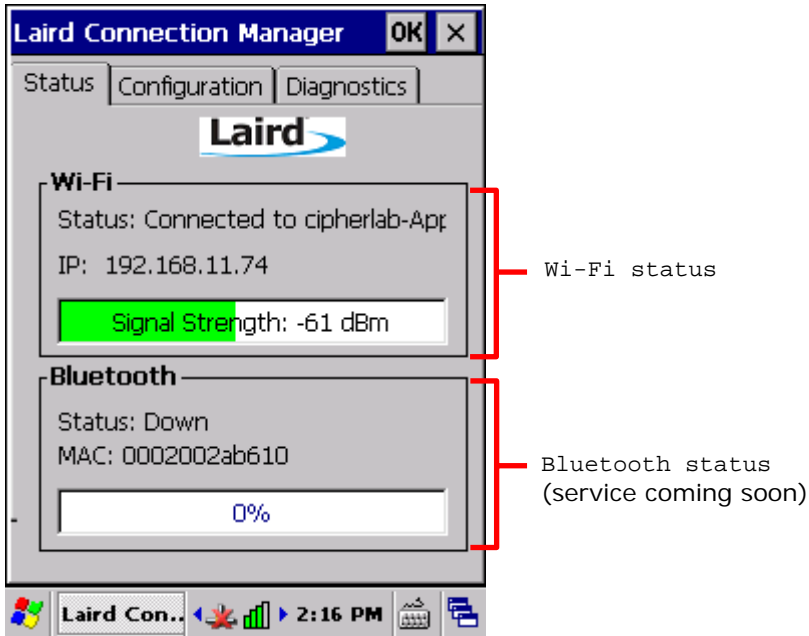 Laird Connection Manager OK
Status Configuration Diagnostics
Laird
Wi-Fi
Status: Connected to cipherlab-App
IP: 192.168.11.74
Signal Strength: -61 dBm
Wi-Fi status
Bluetooth
Status: Down
MAC: 0002002ab610
0%
Bluetooth status
(service coming soon)
Laird Con.. 2:16 PM